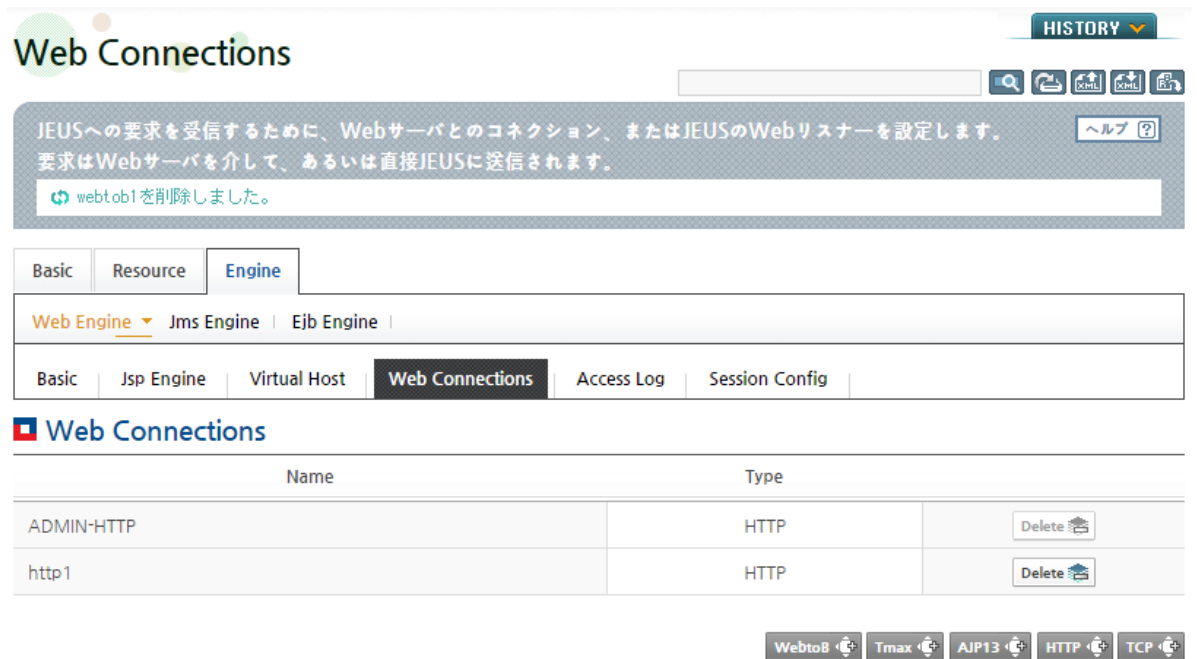 HISTORY
Web Connections
XML XML
JEUSへの要求を受信するために、Webサーバとのコネクション、またはJEUSのWebリスナーを設定します。
ヘルプ ?
要求はWebサーバを介して、あるいは直接JEUSに送信されます。
webtob1を削除しました。
Basic Resource Engine
Web Engine Jms Engine Ejb Engine
Basic Jsp Engine Virtual Host Web Connections Access Log Session Config
Web Connections
Name Type
ADMIN-HTTP HTTP Delete
http1 HTTP Delete
WebtoB Tmax AJP13 HTTP TCP